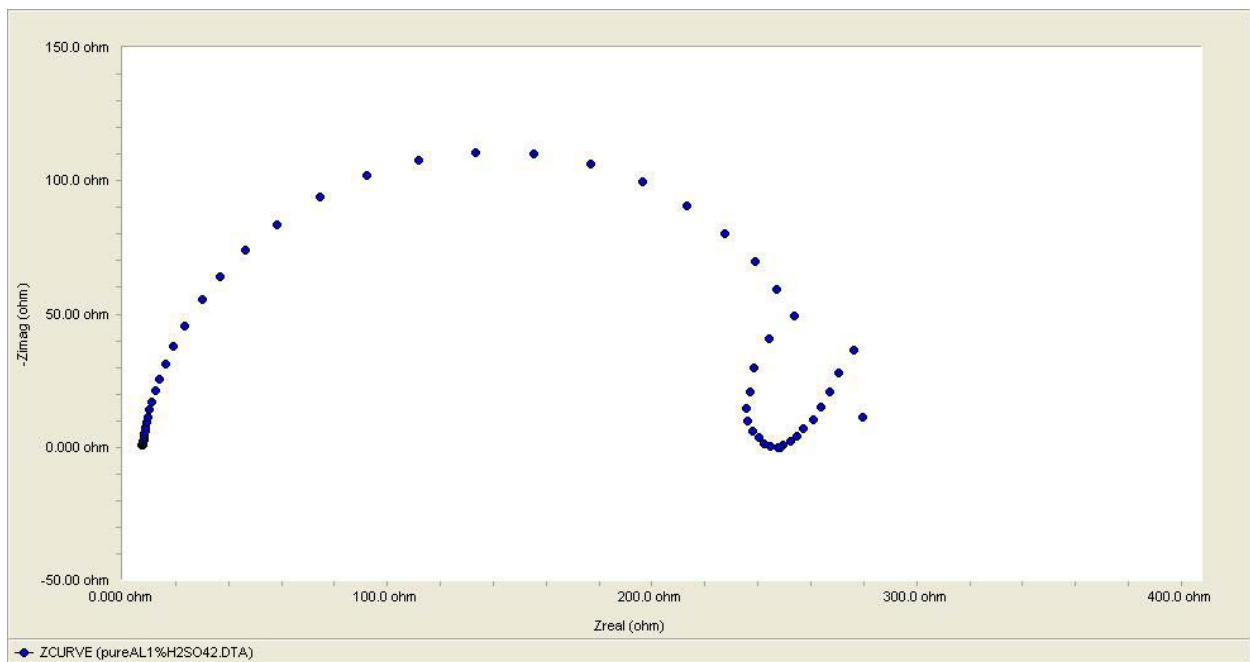 150.0 ohm
100.0 ohm
50.00 ohm
0.000 ohm
-50.00 ohm
-Zimag (ohm)
0.000 ohm 100.0 ohm 200.0 ohm 300.0 ohm 400.0 ohm
Zreal (ohm)
ZCURVE (pureAL1%H2SO42.DTA)